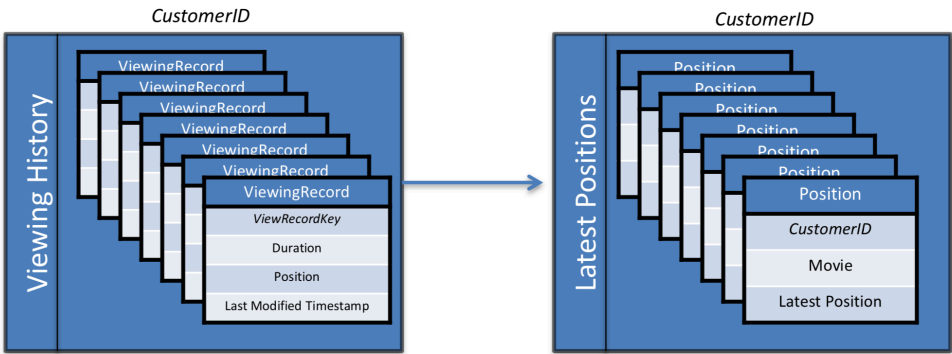 CustomerID
Viewing History
ViewingRecord
ViewingRecord
ViewingRecord
ViewingRecord
ViewingRecord
ViewingRecord
ViewingRecord
ViewRecordKey
Duration
Position
Last Modified Timestamp
CustomerID
Latest Positions
Position
Position
Position
Position
Position
Position
Position
CustomerID
Movie
Latest Position